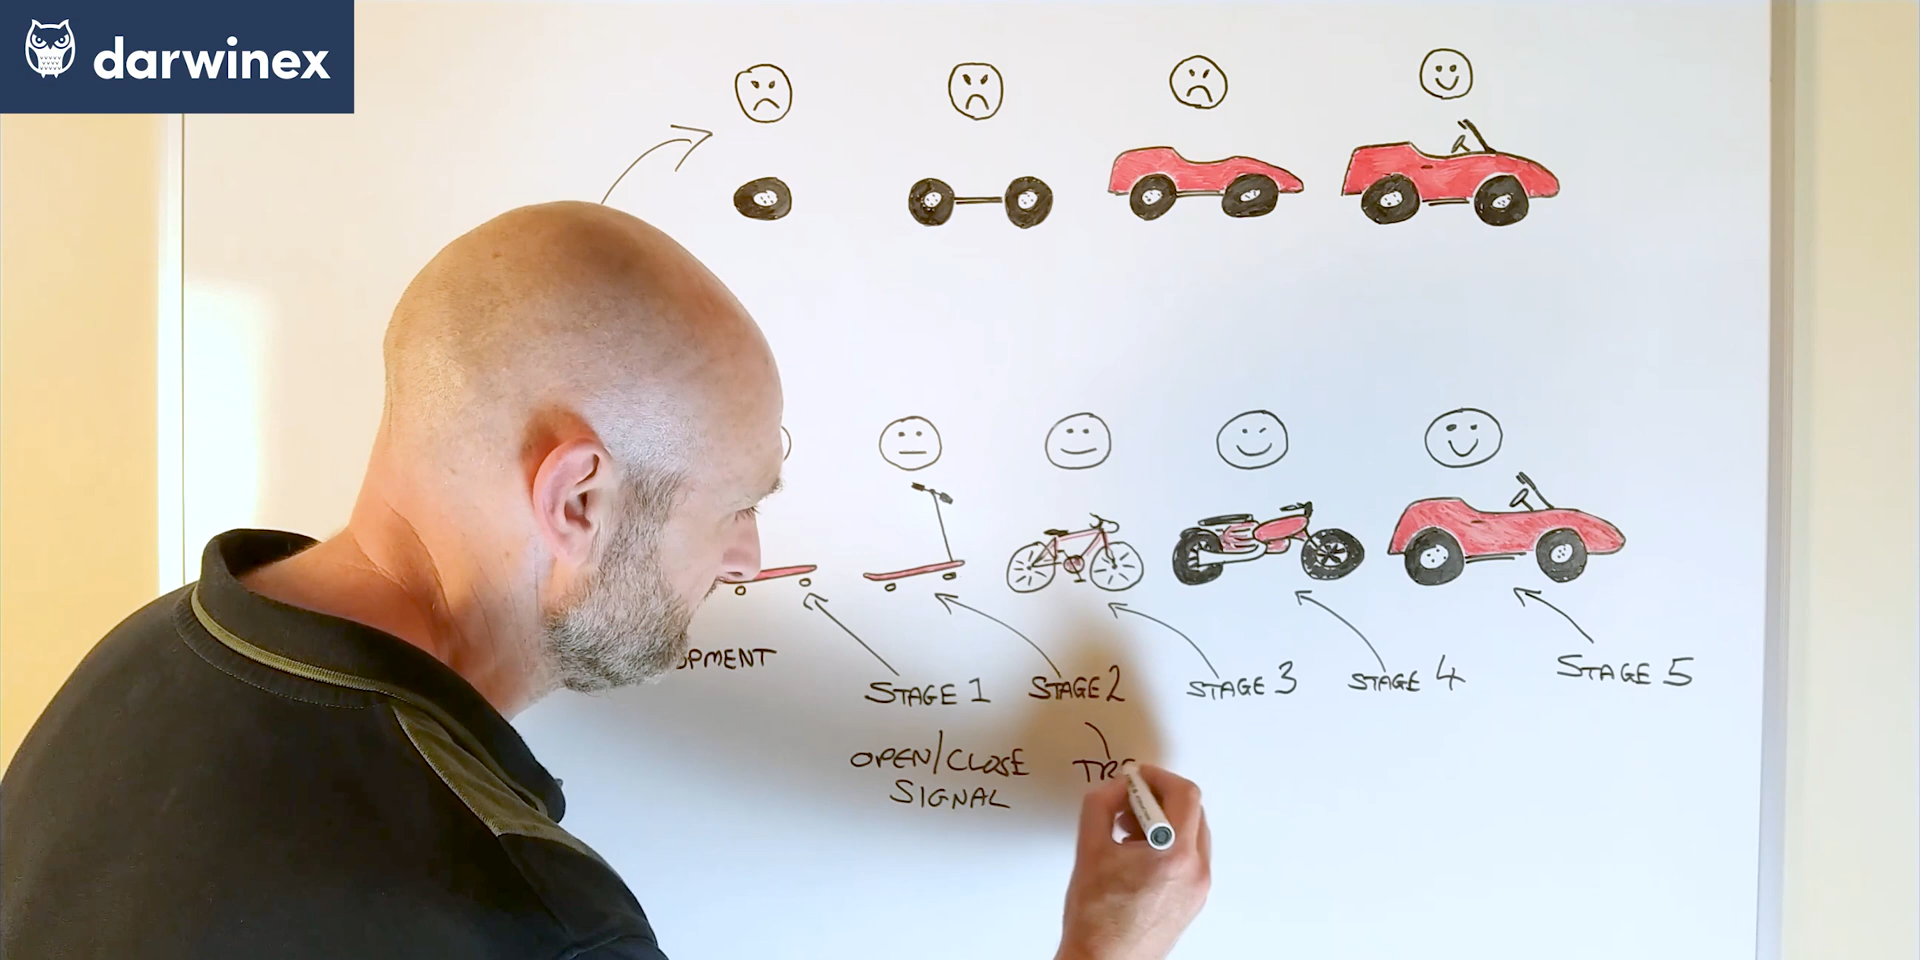 darwinex
OPMENT
STAGE 1
STAGE 2
STAGE 3
STAGE 4
STAGE 5
OPEN/CLOSE
SIGNAL